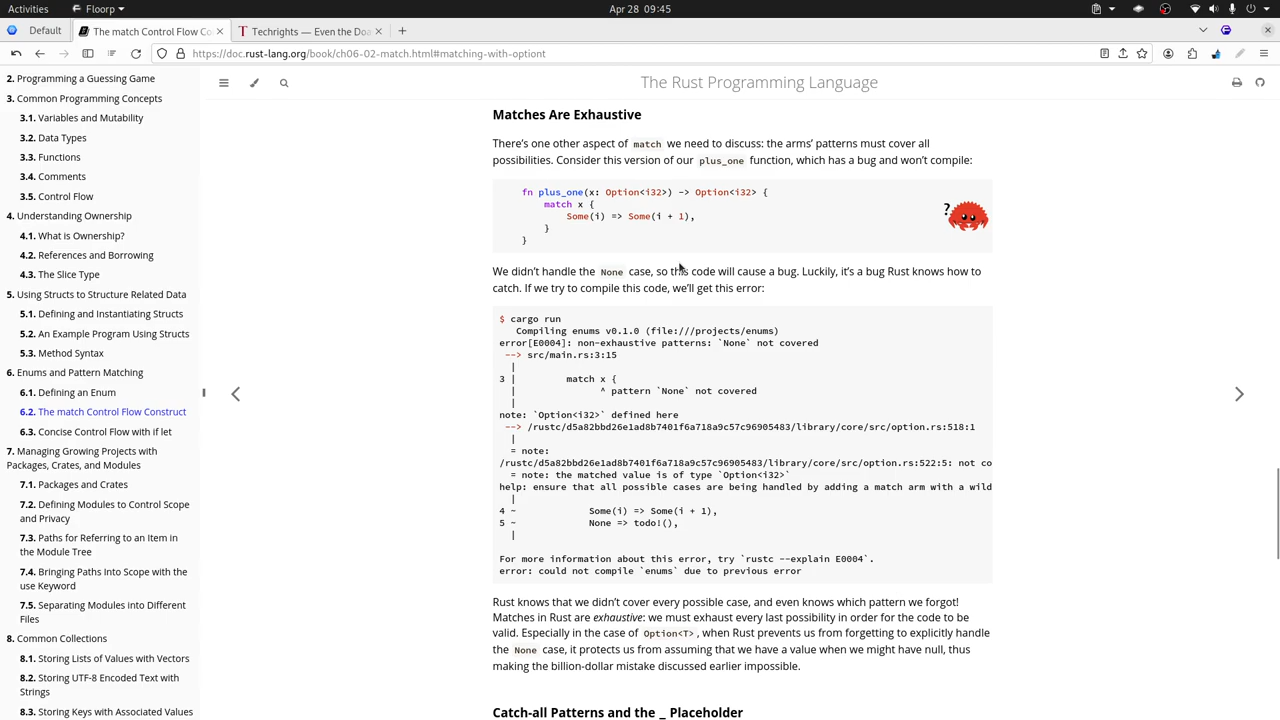 Activities
Floorp
Apr 28 09:45
Default
The match Control Flow Co
Techrights — Even the Doa
https://doc.rust-lang.org/book/ch06-02-match.html#matching-with-option
2. Programming a Guessing Game
3. Common Programming Concepts
3.1. Variables and Mutability
3.2. Data Types
3.3. Functions
3.4. Comments
3.5. Control Flow
4. Understanding Ownership
4.1. What is Ownership?
4.2. References and Borrowing
4.3. The Slice Type
5. Using Structs to Structure Related Data
5.1. Defining and Instantiating Structs
5.2. An Example Program Using Structs
5.3. Method Syntax
6. Enums and Pattern Matching
6.1. Defining an Enum
6.2. The match Control Flow Construct
6.3. Concise Control Flow with if let
7. Managing Growing Projects with
Packages, Crates, and Modules
7.1. Packages and Crates
7.2. Defining Modules to Control Scope
and Privacy
7.3. Paths for Referring to an Item in
the Module Tree
7.4. Bringing Paths Into Scope with the
use Keyword
7.5. Separating Modules into Different
Files
8. Common Collections
8.1. Storing Lists of Values with Vectors
8.2. Storing UTF-8 Encoded Text with
Strings
8.3. Storing Keys with Associated Values
The Rust Programming Language
Matches Are Exhaustive
There’s one other aspect of match we need to discuss: the arms’ patterns must cover all
possibilities. Consider this version of our plus_one function, which has a bug and won’t compile:
fn plus_one(x: Option<i32>) -> Option<i32> {
match x {
Some(i) => Some(i + 1),
}
}
?
We didn’t handle the None case, so this code will cause a bug. Luckily, it’s a bug Rust knows how to
catch. If we try to compile this code, we’ll get this error:
$ cargo run
Compiling enums v0.1.0 (file:///projects/enums)
error[E0004]: non-exhaustive patterns: `None` not covered
--> src/main.rs:3:15
|
3 | match x {
| ^ pattern `None` not covered
|
note: `Option<i32>` defined here
--> /rustc/d5a82bbd26e1ad8b7401f6a718a9c57c96905483/library/core/src/option.rs:518:1
|
= note:
/rustc/d5a82bbd26e1ad8b7401f6a718a9c57c96905483/library/core/src/option.rs:522:5: not co
= note: the matched value is of type `Option<i32>`
help: ensure that all possible cases are being handled by adding a match arm with a wild
|
4 ~ Some(i) => Some(i + 1),
5 ~ None => todo!(),
|
For more information about this error, try `rustc --explain E0004`.
error: could not compile `enums` due to previous error
Rust knows that we didn’t cover every possible case, and even knows which pattern we forgot!
Matches in Rust are exhaustive: we must exhaust every last possibility in order for the code to be
valid. Especially in the case of Option<T>, when Rust prevents us from forgetting to explicitly handle
the None case, it protects us from assuming that we have a value when we might have null, thus
making the billion-dollar mistake discussed earlier impossible.
Catch-all Patterns and the _ Placeholder